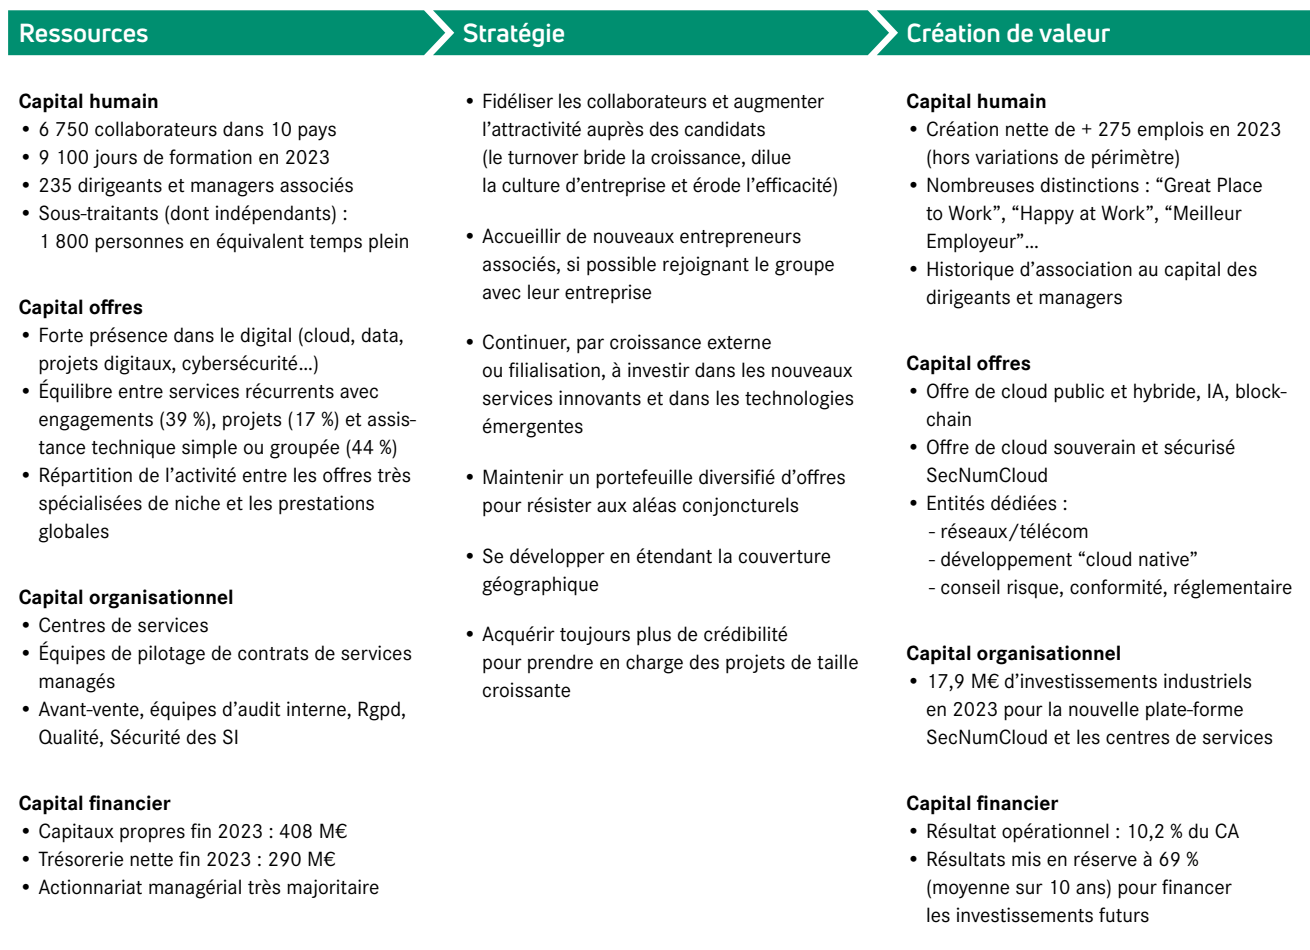 Ressources
Capital humain
• 6 750 collaborateurs dans 10 pays
• 9 100 jours de formation en 2023
• 235 dirigeants et managers associés
• Sous-traitants (dont indépendants) :
1 800 personnes en équivalent temps plein
Capital offres
• Forte présence dans le digital (cloud, data,
projets digitaux, cybersécurité…)
• Équilibre entre services récurrents avec
engagements (39 %), projets (17 %) et assis-
tance technique simple ou groupée (44 %)
• Répartition de l’activité entre les offres très
spécialisées de niche et les prestations
globales
Capital organisationnel
• Centres de services
• Équipes de pilotage de contrats de services
managés
• Avant-vente, équipes d’audit interne, Rgpd,
Qualité, Sécurité des SI
Capital financier
• Capitaux propres fin 2023 : 408 M€
• Trésorerie nette fin 2023 : 290 M€
• Actionnariat managérial très majoritaire
Stratégie
• Fidéliser les collaborateurs et augmenter
l’attractivité auprès des candidats
(le turnover bride la croissance, dilue
la culture d’entreprise et érode l’efficacité)
• Accueillir de nouveaux entrepreneurs
associés, si possible rejoignant le groupe
avec leur entreprise
• Continuer, par croissance externe
ou filialisation, à investir dans les nouveaux
services innovants et dans les technologies
émergentes
• Maintenir un portefeuille diversifié d’offres
pour résister aux aléas conjoncturels
• Se développer en étendant la couverture
géographique
• Acquérir toujours plus de crédibilité
pour prendre en charge des projets de taille
croissante
Création de valeur
Capital humain
• Création nette de + 275 emplois en 2023
(hors variations de périmètre)
• Nombreuses distinctions : “Great Place
to Work”, “Happy at Work”, “Meilleur
Employeur”…
• Historique d’association au capital des
dirigeants et managers
Capital offres
• Offre de cloud public et hybride, IA, block-
chain
• Offre de cloud souverain et sécurisé
SecNumCloud
• Entités dédiées :
- réseaux/télécom
- développement “cloud native”
- conseil risque, conformité, réglementaire
Capital organisationnel
• 17,9 M€ d’investissements industriels
en 2023 pour la nouvelle plate-forme
SecNumCloud et les centres de services
Capital financier
• Résultat opérationnel : 10,2 % du CA
• Résultats mis en réserve à 69 %
(moyenne sur 10 ans) pour financer
les investissements futurs